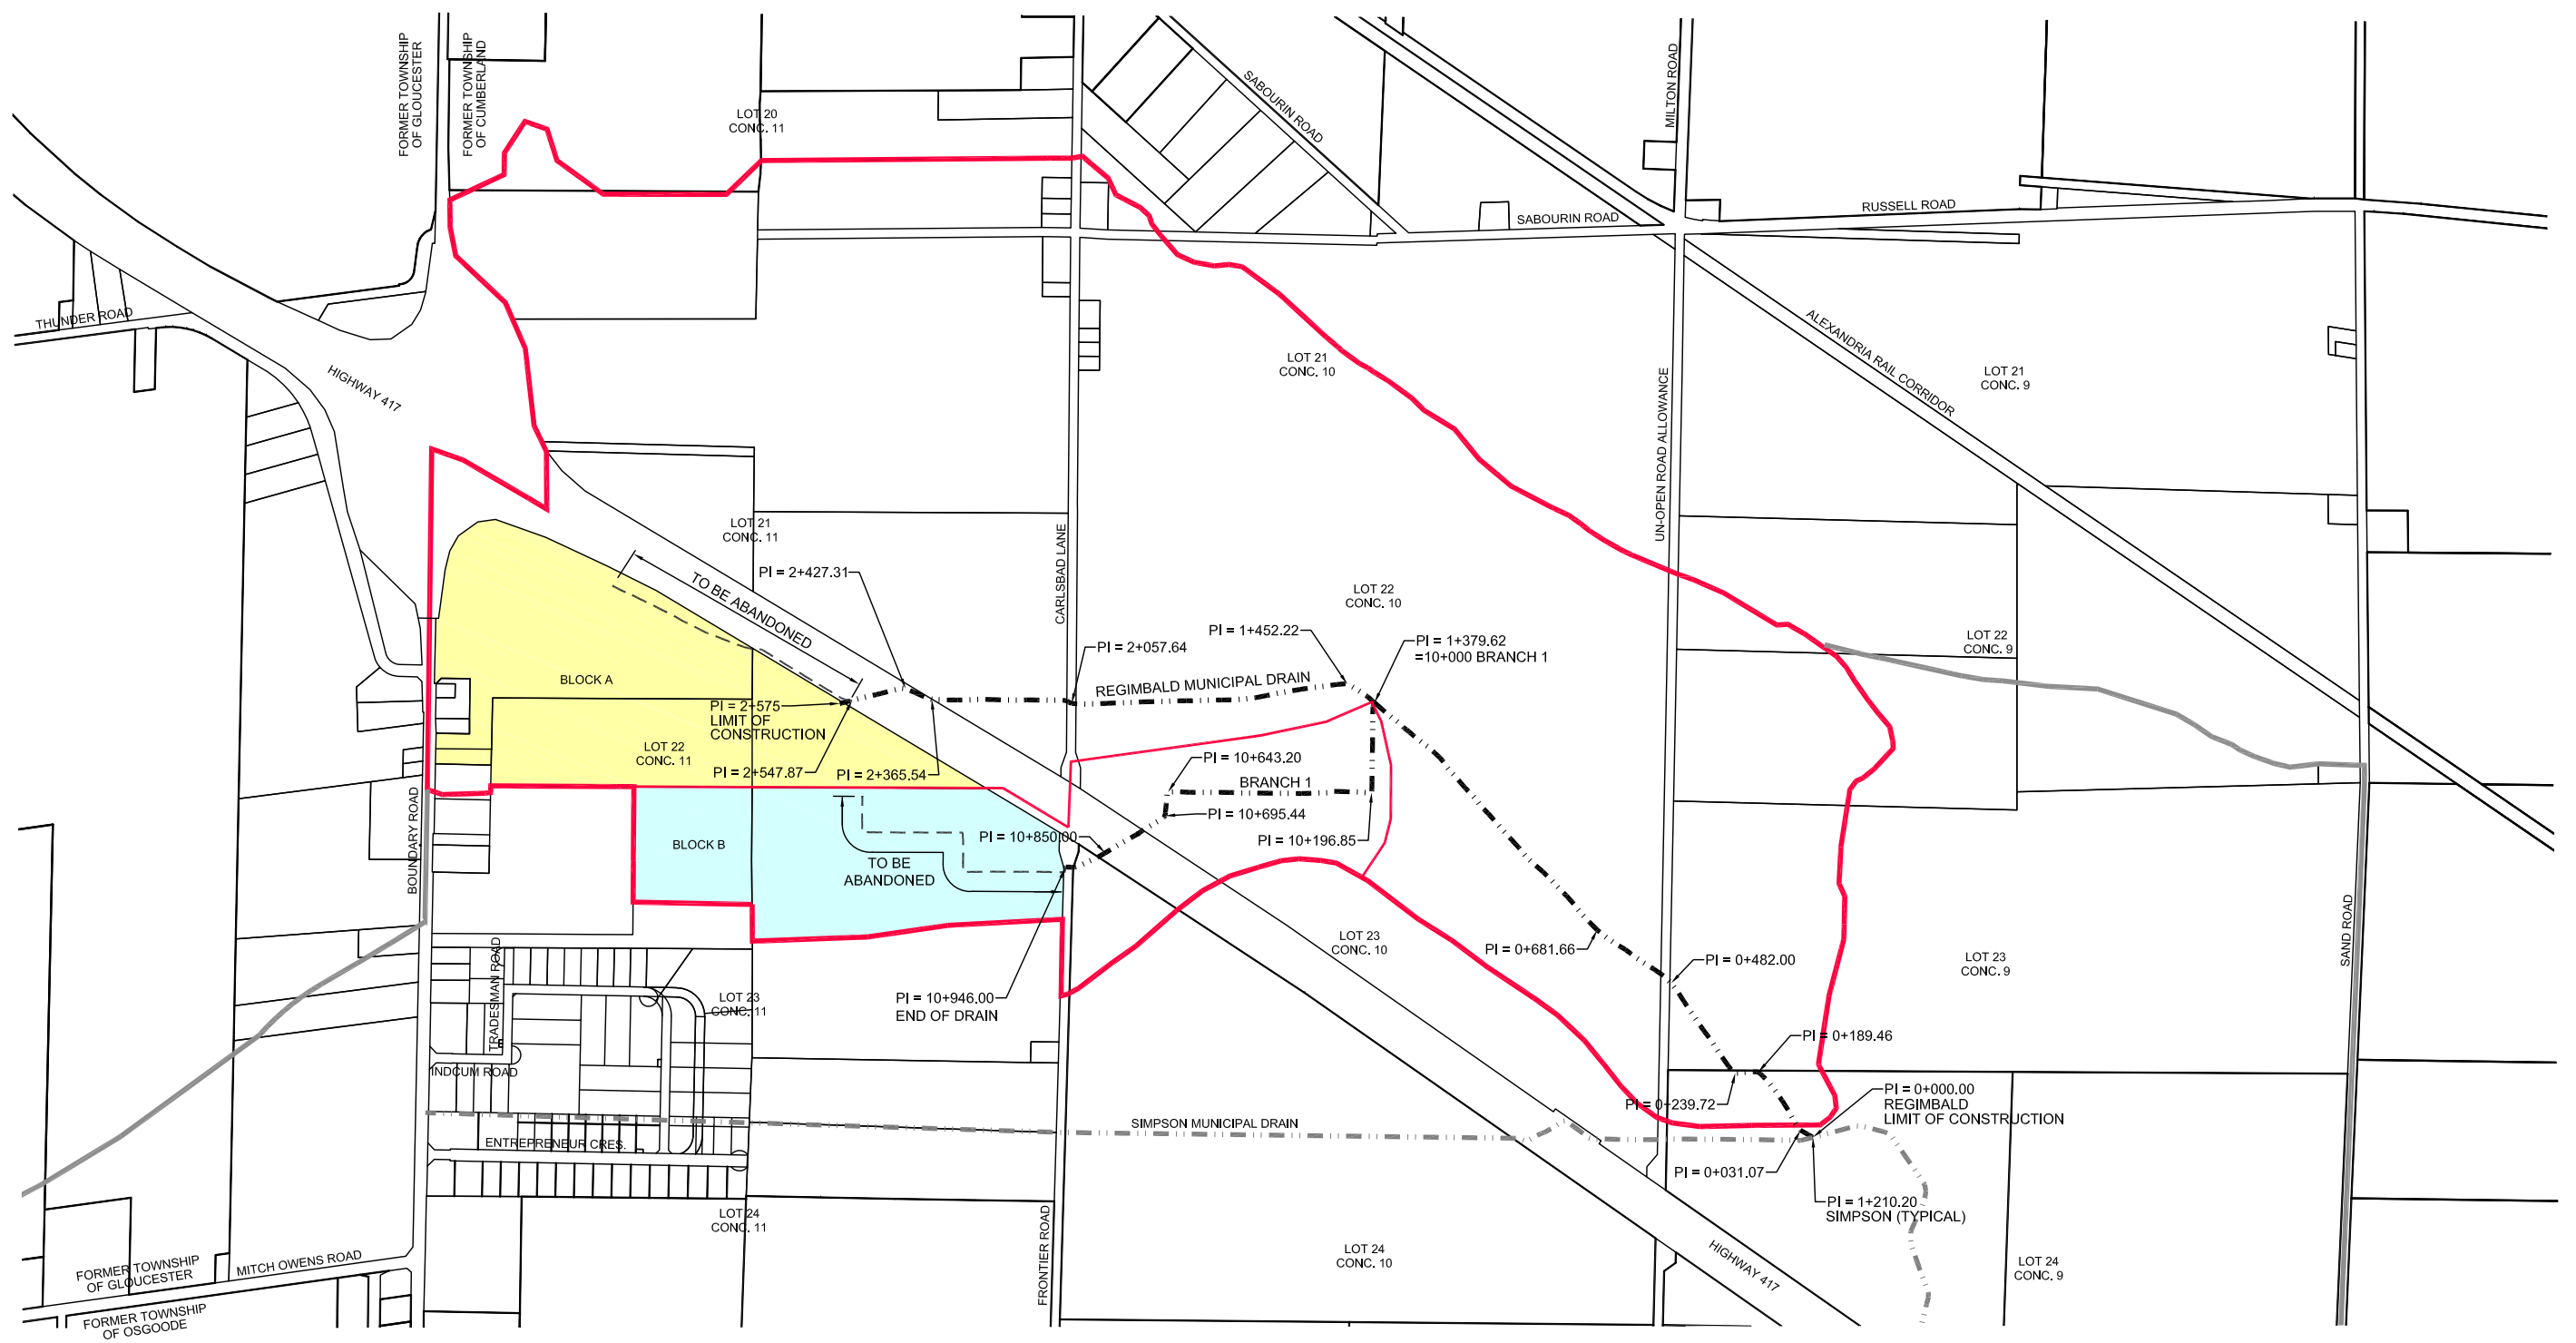 FORMER TOWNSHIP
OF GLOUCESTER
FORMER TOWNSHIP
OF CUMBERLAND
LOT 20
CONC. 11
SABOURIN ROAD
MILTON ROAD
SABOURIN ROAD
RUSSELL ROAD
THUNDER ROAD
HIGHWAY 417
LOT 21
CONC. 10
UN-OPEN ROAD ALLOWANCE
ALEXANDRIA RAIL CORRIDOR
LOT 21
CONC. 9
LOT 21
CONC. 11
CARLSBAD LANE
PI = 2+427.31
TO BE ABANDONED
LOT 22
CONC. 10
PI = 1+452.22
PI = 1+379.62
=10+000 BRANCH 1
PI = 2+057.64
LOT 22
CONC. 9
BLOCK A
REGIMBALD MUNICIPAL DRAIN
PI = 2+575
LIMIT OF
CONSTRUCTION
LOT 22
CONC. 11
PI = 2+547.87
PI = 2+365.54
PI = 10+643.20
BRANCH 1
PI = 10+695.44
PI = 10+850.00
PI = 10+196.85
BOUNDARY ROAD
BLOCK B
TO BE
ABANDONED
LOT 23
CONC. 10
PI = 0+681.66
PI = 0+482.00
LOT 23
CONC. 9
SAND ROAD
TRADESMAN ROAD
LOT 23
CONC. 11
PI = 10+946.00
END OF DRAIN
PI = 0+189.46
INDCUM ROAD
PI = 0+239.72
PI = 0+000.00
REGIMBALD
LIMIT OF CONSTRUCTION
SIMPSON MUNICIPAL DRAIN
ENTREPRENEUR CRES.
PI = 0+031.07
PI = 1+210.20
SIMPSON (TYPICAL)
LOT 24
CONC. 11
FRONTIER ROAD
LOT 24
CONC. 10
HIGHWAY 417
LOT 24
CONC. 9
MITCH OWENS ROAD
FORMER TOWNSHIP
OF GLOUCESTER
FORMER TOWNSHIP
OF OSGOODE